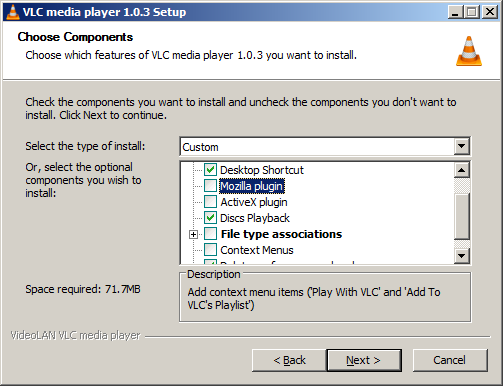 VLC media player 1.0.3 Setup
Choose Components
Choose which features of VLC media player 1.0.3 you want to install.
Check the components you want to install and uncheck the components you don't want to
install. Click Next to continue.
Select the type of install:
Custom
Or, select the optional
components you wish to
install:
Desktop Shortcut
Mozilla plugin
ActiveX plugin
Discs Playback
File type associations
Context Menus
Space required: 71.7MB
Description
Add context menu items ('Play With VLC' and 'Add To
VLC's Playlist')
VideoLAN VLC media player
< Back
Next >
Cancel